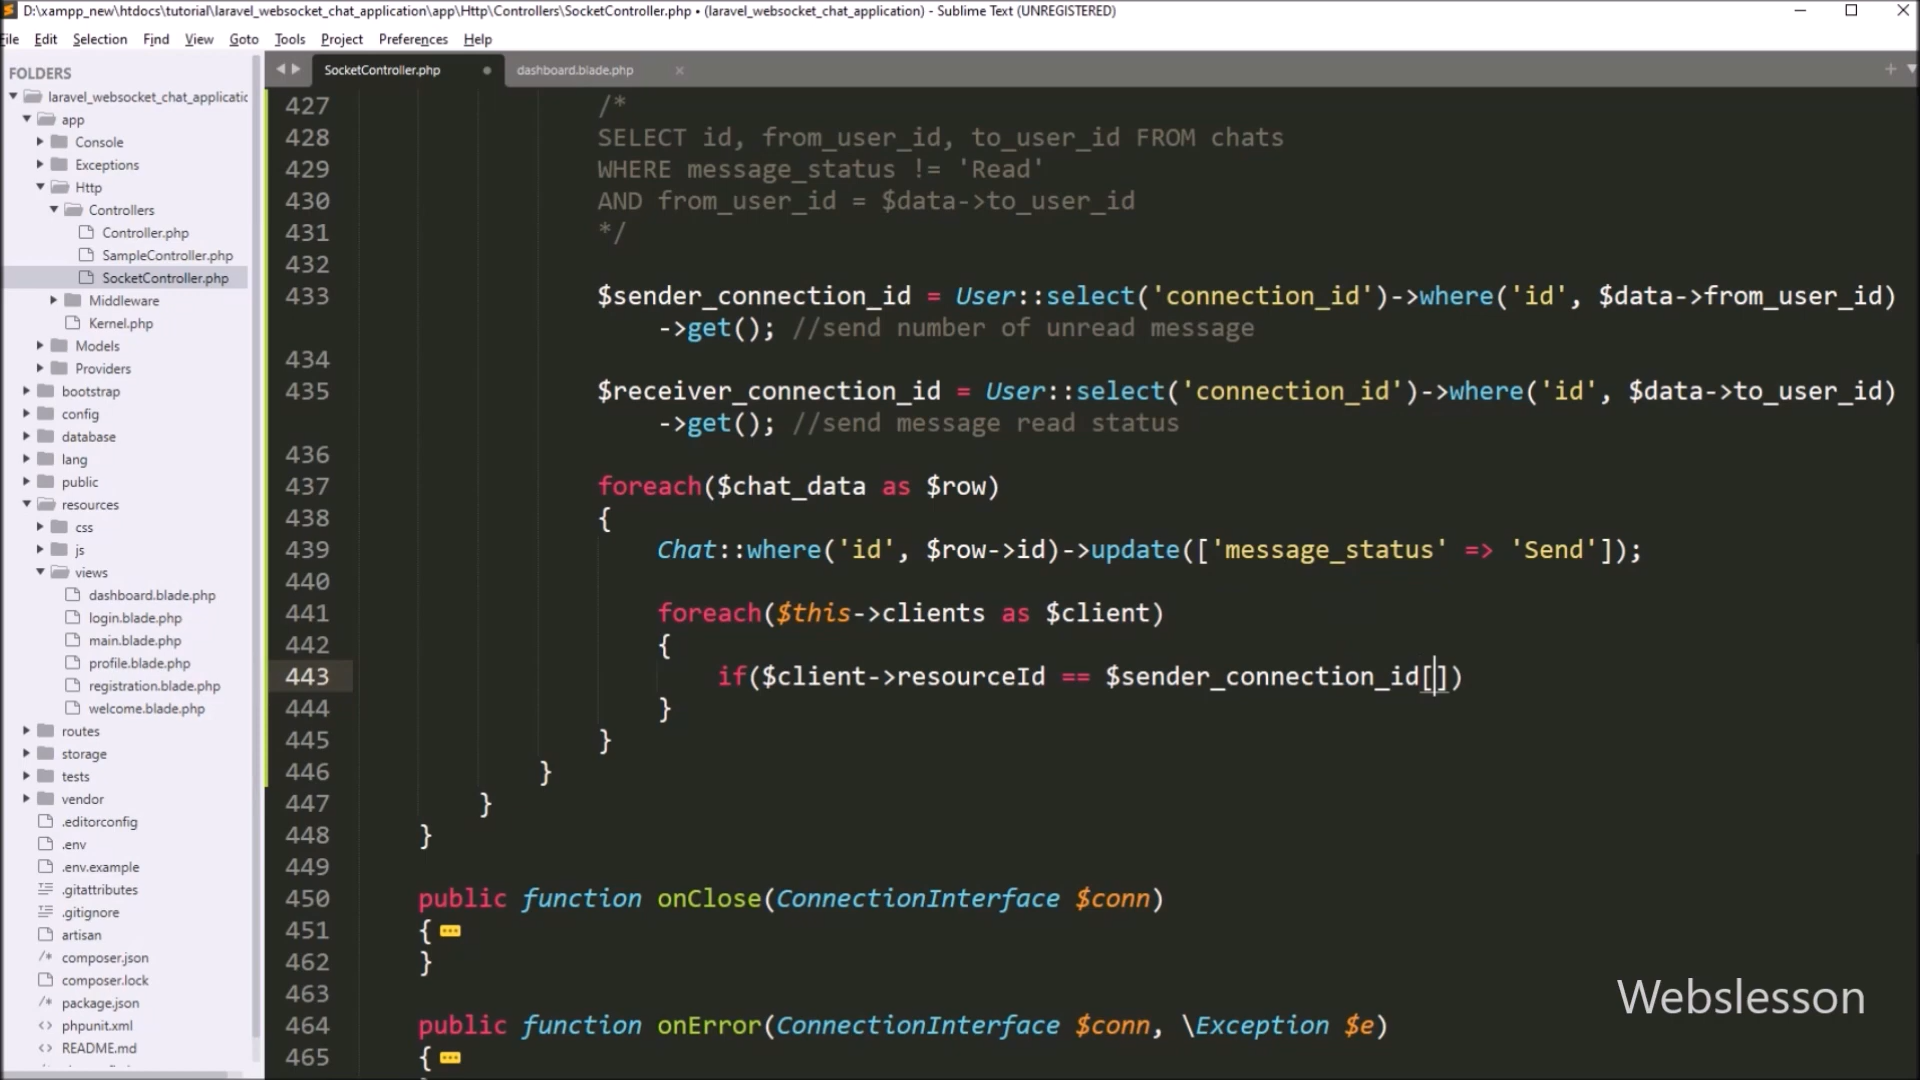 D:\xampp_new\htdocs\tutorial\laravel_websocket_chat_application\app\Http\Controllers\SocketController.php • (laravel_websocket_chat_application) - Sublime Text (UNREGISTERED)
File Edit Selection Find View Goto Tools Project Preferences Help
FOLDERS
laravel_websocket_chat_applicatic
app
Console
Exceptions
Http
Controllers
Controller.php
SampleController.php
SocketController.php
Middleware
Kernel.php
Models
Providers
bootstrap
config
database
lang
public
resources
css
js
views
dashboard.blade.php
login.blade.php
main.blade.php
profile.blade.php
registration.blade.php
welcome.blade.php
routes
storage
tests
vendor
.editorconfig
.env
.env.example
.gitattributes
.gitignore
artisan
composer.json
composer.lock
package.json
phpunit.xml
README.md
SocketController.php dashboard.blade.php
427 /*
428 SELECT id, from_user_id, to_user_id FROM chats
429 WHERE message_status != 'Read'
430 AND from_user_id = $data->to_user_id
431 */
432
433 $sender_connection_id = User::select('connection_id')->where('id', $data->from_user_id)
->get(); //send number of unread message
434
435 $receiver_connection_id = User::select('connection_id')->where('id', $data->to_user_id)
->get(); //send message read status
436
437 foreach($chat_data as $row)
438 {
439 Chat::where('id', $row->id)->update(['message_status' => 'Send']);
440
441 foreach($this->clients as $client)
442 {
443 if($client->resourceId == $sender_connection_id[])
444 }
445 }
446 }
447 }
448 }
449
450 public function onClose(ConnectionInterface $conn)
451 {
462 }
463
464 public function onError(ConnectionInterface $conn, \Exception $e)
465 {
Webslesson